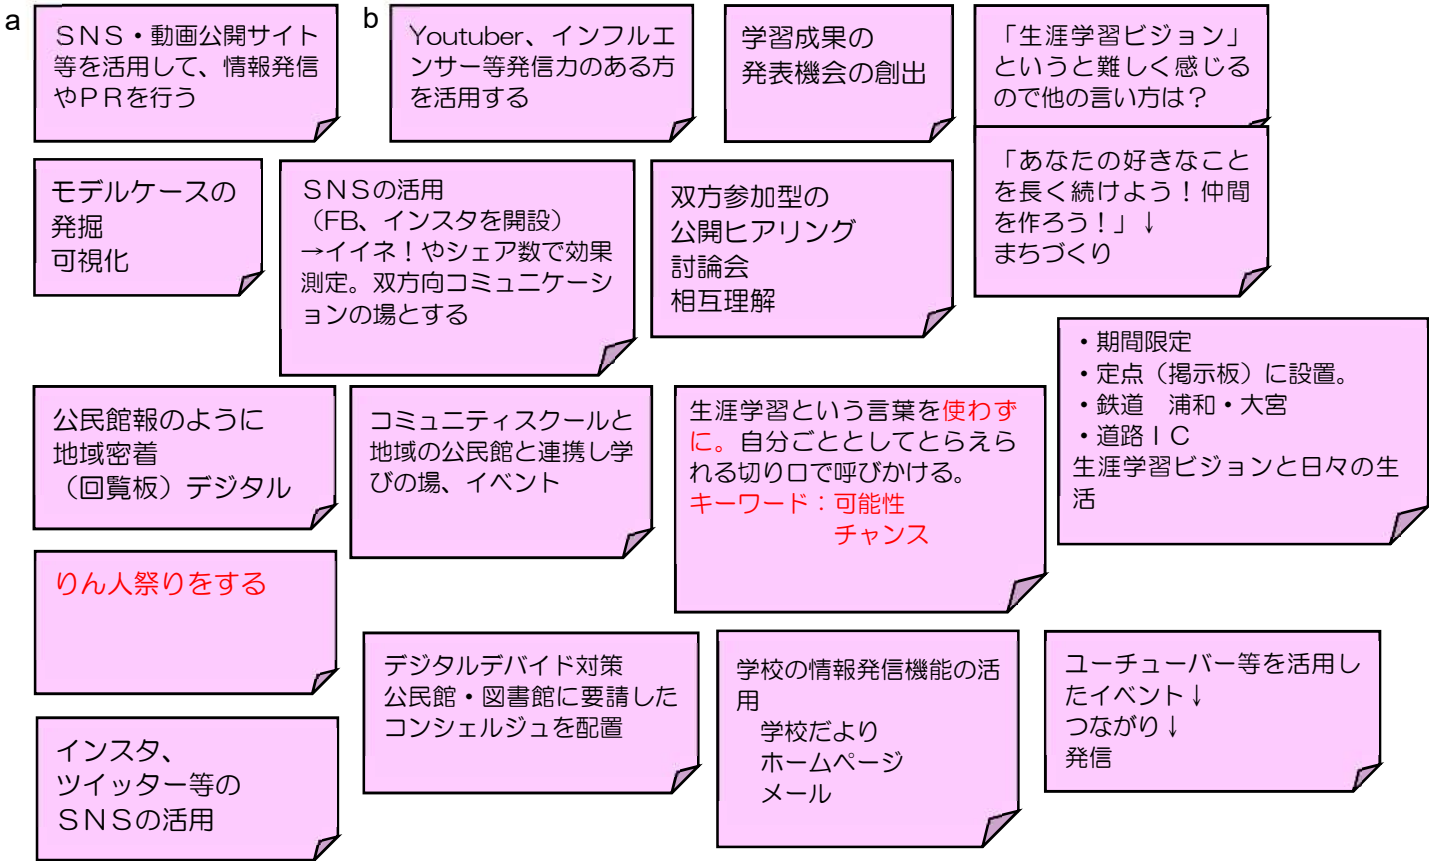 a
ＳＮＳ・動画公開サイト
等を活用して、情報発信
やＰＲを行う
b
Youtuber、インフルエ
ンサー等発信力のある方
を活用する
学習成果の
発表機会の創出
「生涯学習ビジョン」
というと難しく感じる
ので他の言い方は？
「あなたの好きなこと
を長く続けよう！仲間
を作ろう！」↓
まちづくり
モデルケースの
発掘
可視化
ＳＮＳの活用
（FB、インスタを開設）
→イイネ！やシェア数で効果
測定。双方向コミュニケーシ
ョンの場とする
双方参加型の
公開ヒアリング
討論会
相互理解
・期間限定
・定点（掲示板）に設置。
・鉄道　浦和・大宮
・道路ＩＣ
生涯学習ビジョンと日々の生
活
公民館報のように
地域密着
（回覧板）デジタル
コミュニティスクールと
地域の公民館と連携し学
びの場、イベント
生涯学習という言葉を使わず
に。自分ごととしてとらえら
れる切り口で呼びかける。
キーワード：可能性
チャンス
りん人祭りをする
デジタルデバイド対策
公民館・図書館に要請した
コンシェルジュを配置
学校の情報発信機能の活
用
学校だより
ホームページ
メール
ユーチューバー等を活用し
たイベント↓
つながり↓
発信
インスタ、
ツイッター等の
ＳＮＳの活用